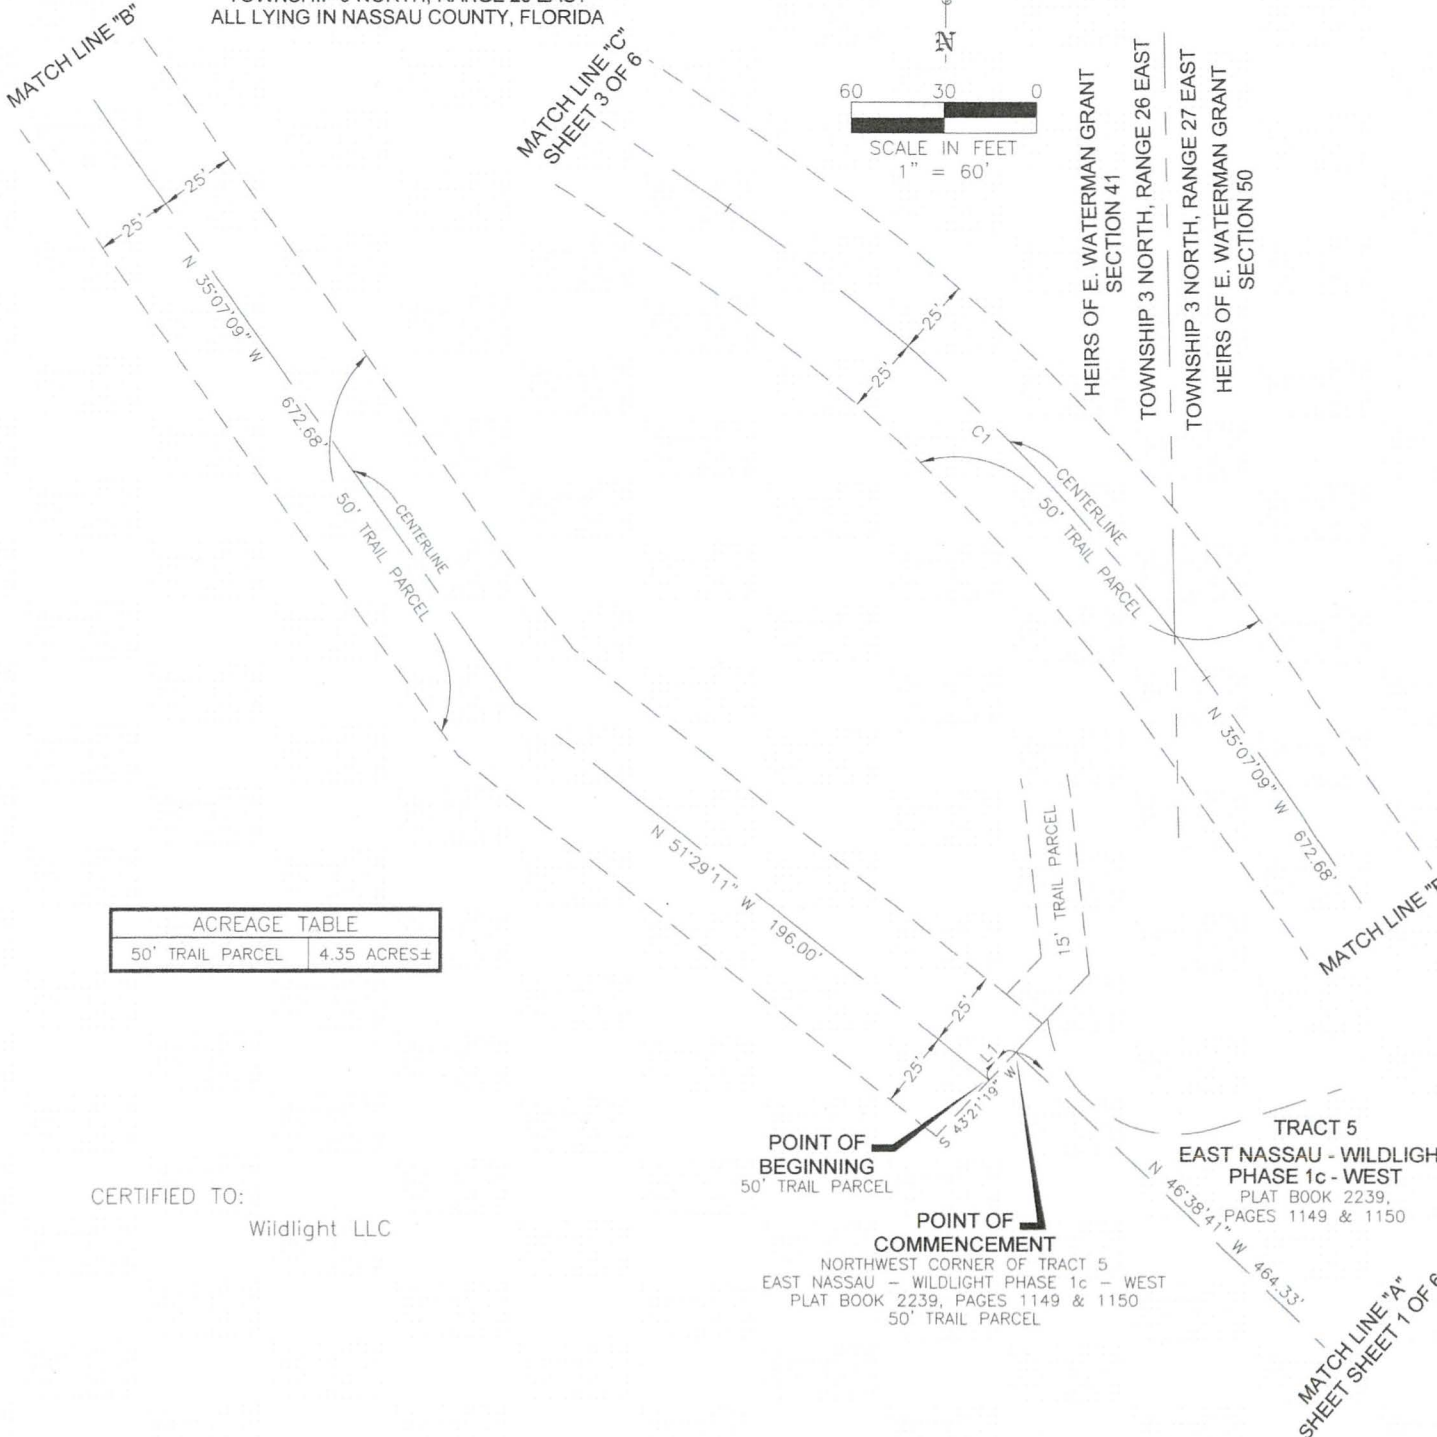 ALL LYING IN NASSAU COUNTY, FLORIDA
MATCH LINE "B"
MATCH LINE "C"
SHEET 3 OF 6
N
60 30 0
SCALE IN FEET
1" = 60'
HEIRS OF E. WATERMAN GRANT
SECTION 41
TOWNSHIP 3 NORTH, RANGE 26 EAST
TOWNSHIP 3 NORTH, RANGE 27 EAST
HEIRS OF E. WATERMAN GRANT
SECTION 50
25'
25'
N 35°07'09" W 672.68'
CENTERLINE
50' TRAIL PARCEL
25'
25'
C1
CENTERLINE
50' TRAIL PARCEL
N 35°07'09" W 672.68'
MATCH LINE
N 51°29'11" W 196.00'
15' TRAIL PARCEL
25'
25'
L1
S 43°21'19" W
ACREAGE TABLE
50' TRAIL PARCEL 4.35 ACRES±
POINT OF
BEGINNING
50' TRAIL PARCEL
TRACT 5
EAST NASSAU - WILDLIGH
PHASE 1c - WEST
PLAT BOOK 2239,
PAGES 1149 & 1150
N 46°38'41" W 464.33'
CERTIFIED TO:
Wildlight LLC
POINT OF
COMMENCEMENT
NORTHWEST CORNER OF TRACT 5
EAST NASSAU - WILDLIGHT PHASE 1c - WEST
PLAT BOOK 2239, PAGES 1149 & 1150
50' TRAIL PARCEL
MATCH LINE "A"
SHEET SHEET 1 OF 6